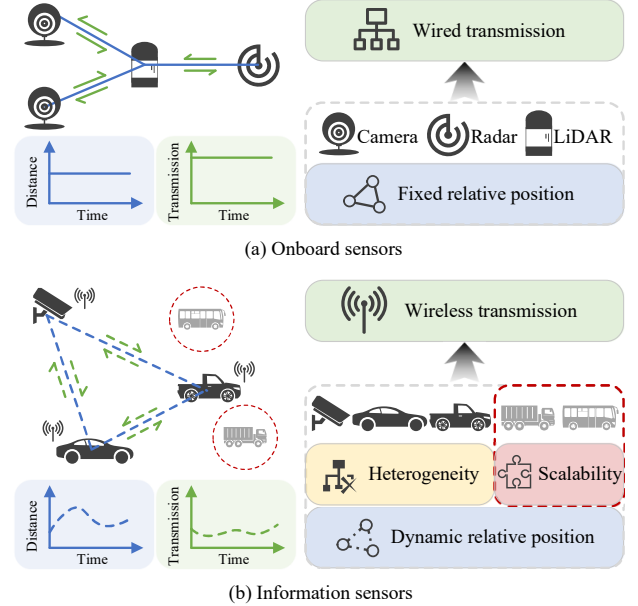 Wired transmission
Camera
Radar
LiDAR
Distance
Time
Transmission
Time
Fixed relative position
(a) Onboard sensors
Wireless transmission
Heterogeneity
Scalability
Distance
Time
Transmission
Time
Dynamic relative position
(b) Information sensors